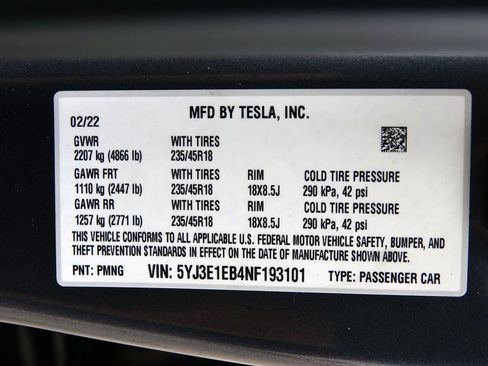 MFD BY TESLA, INC.
02/22
GVWR WITH TIRES
2207 kg (4866 lb) 235/45R18
GAWR FRT WITH TIRES RIM COLD TIRE PRESSURE
1110 kg (2447 lb) 235/45R18 18X8.5J 290 kPa, 42 psi
GAWR RR WITH TIRES RIM COLD TIRE PRESSURE
1257 kg (2771 lb) 235/45R18 18X8.5J 290 kPa, 42 psi
THIS VEHICLE CONFORMS TO ALL APPLICABLE U.S. FEDERAL MOTOR VEHICLE SAFETY, BUMPER, AND
THEFT PREVENTION STANDARDS IN EFFECT ON THE DATE OF MANUFACTURE SHOWN ABOVE.
PNT: PMNG VIN: 5YJ3E1EB4NF193101 TYPE: PASSENGER CAR